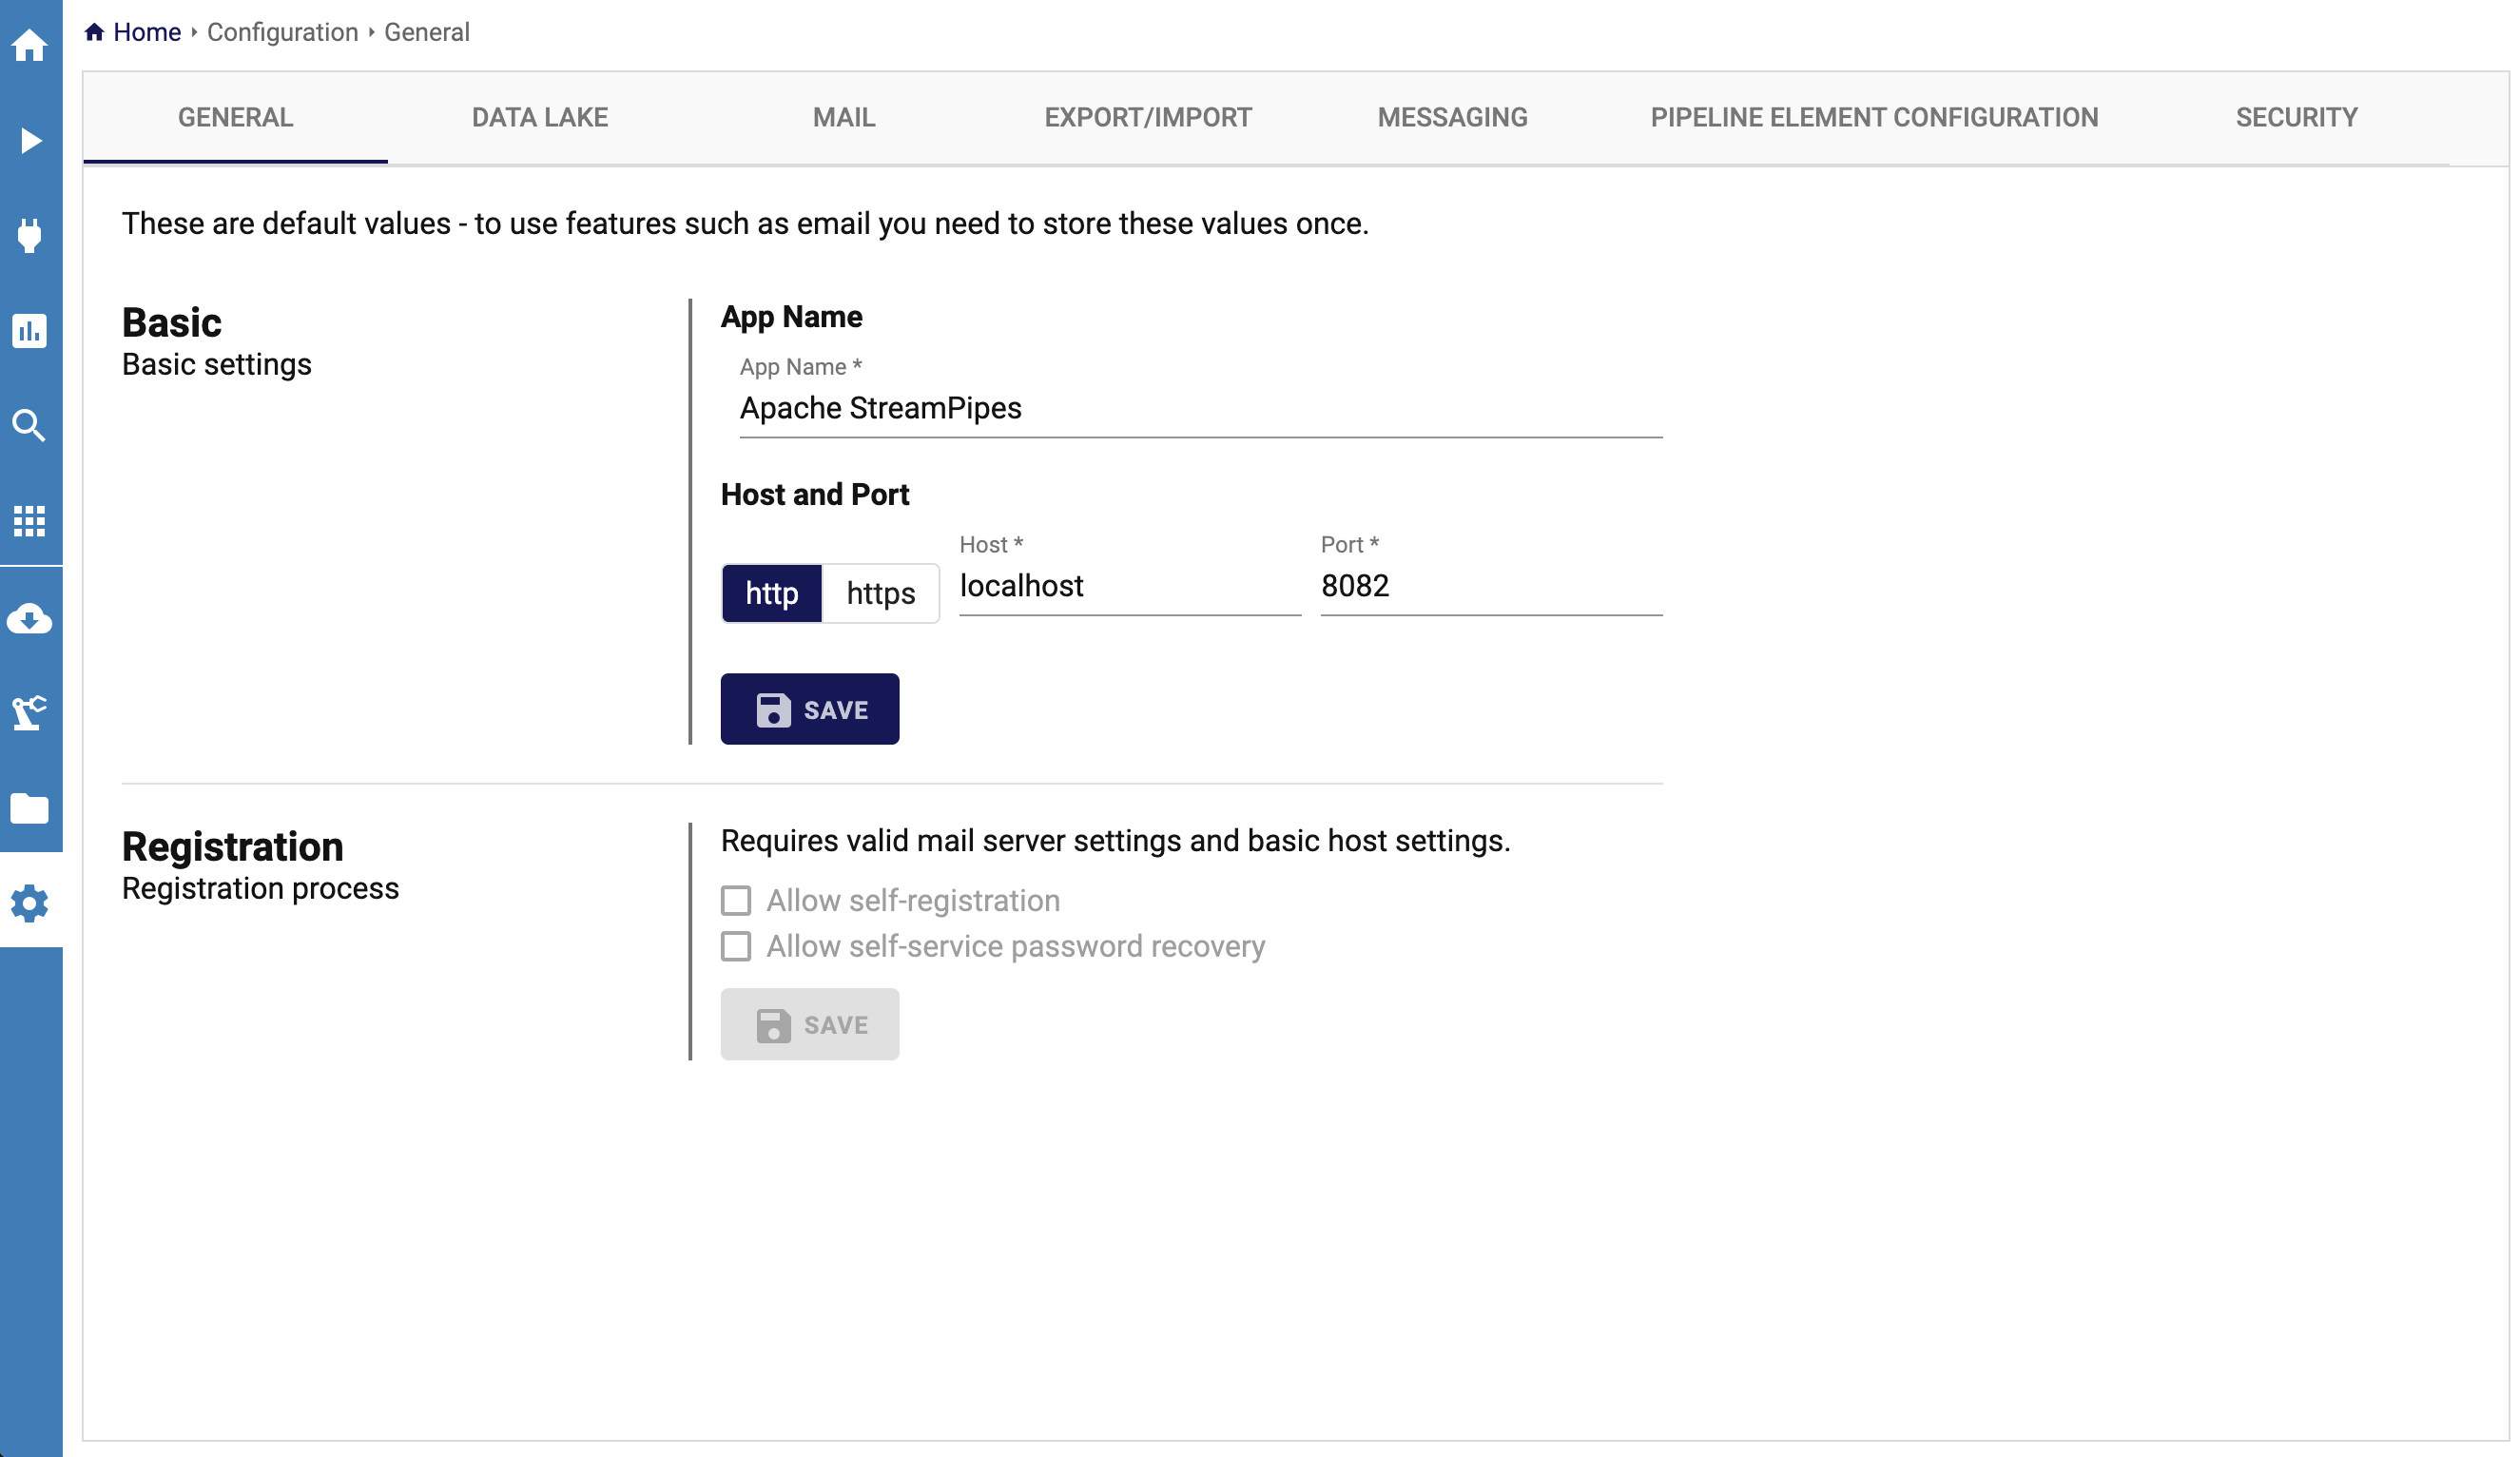 Home ‣ Configuration ‣ General
GENERAL DATA LAKE MAIL EXPORT/IMPORT MESSAGING PIPELINE ELEMENT CONFIGURATION SECURITY
These are default values - to use features such as email you need to store these values once.
Basic
Basic settings
App Name
App Name *
Apache StreamPipes
Host and Port
http https
Host *
localhost
Port *
8082
SAVE
Registration
Registration process
Requires valid mail server settings and basic host settings.
Allow self-registration
Allow self-service password recovery
SAVE